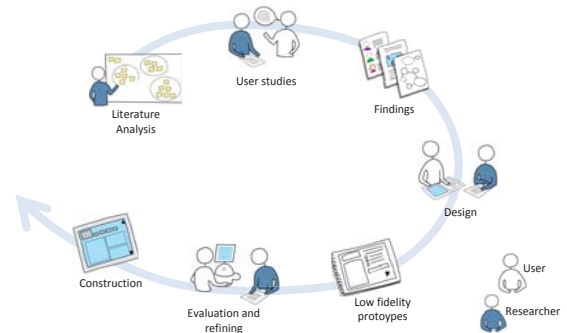 User studies
Literature
Analysis
Findings
Design
Low fidelity
protoypes
Evaluation and
refining
Construction
User
Researcher